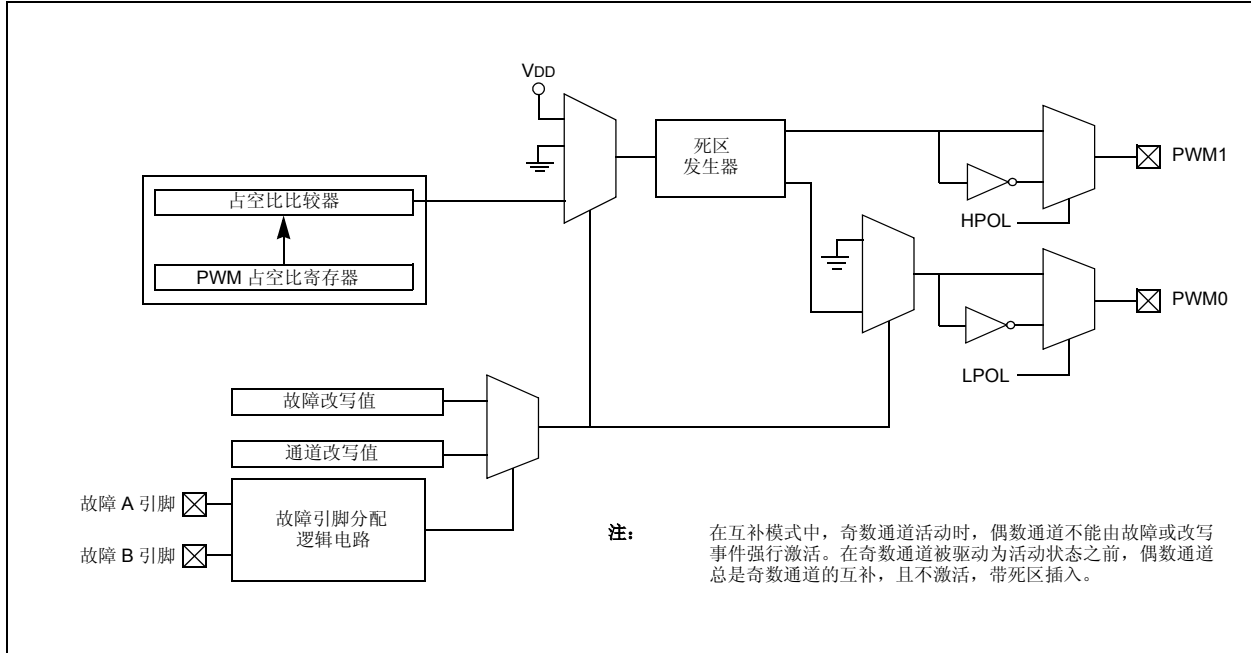 VDD
死区
发生器
PWM1
占空比比较器
HPOL
PWM 占空比寄存器
PWM0
LPOL
故障改写值
通道改写值
故障 A 引脚
故障引脚分配
逻辑电路
故障 B 引脚
注：
在互补模式中，奇数通道活动时，偶数通道不能由故障或改写
事件强行激活。在奇数通道被驱动为活动状态之前，偶数通道
总是奇数通道的互补，且不激活，带死区插入。